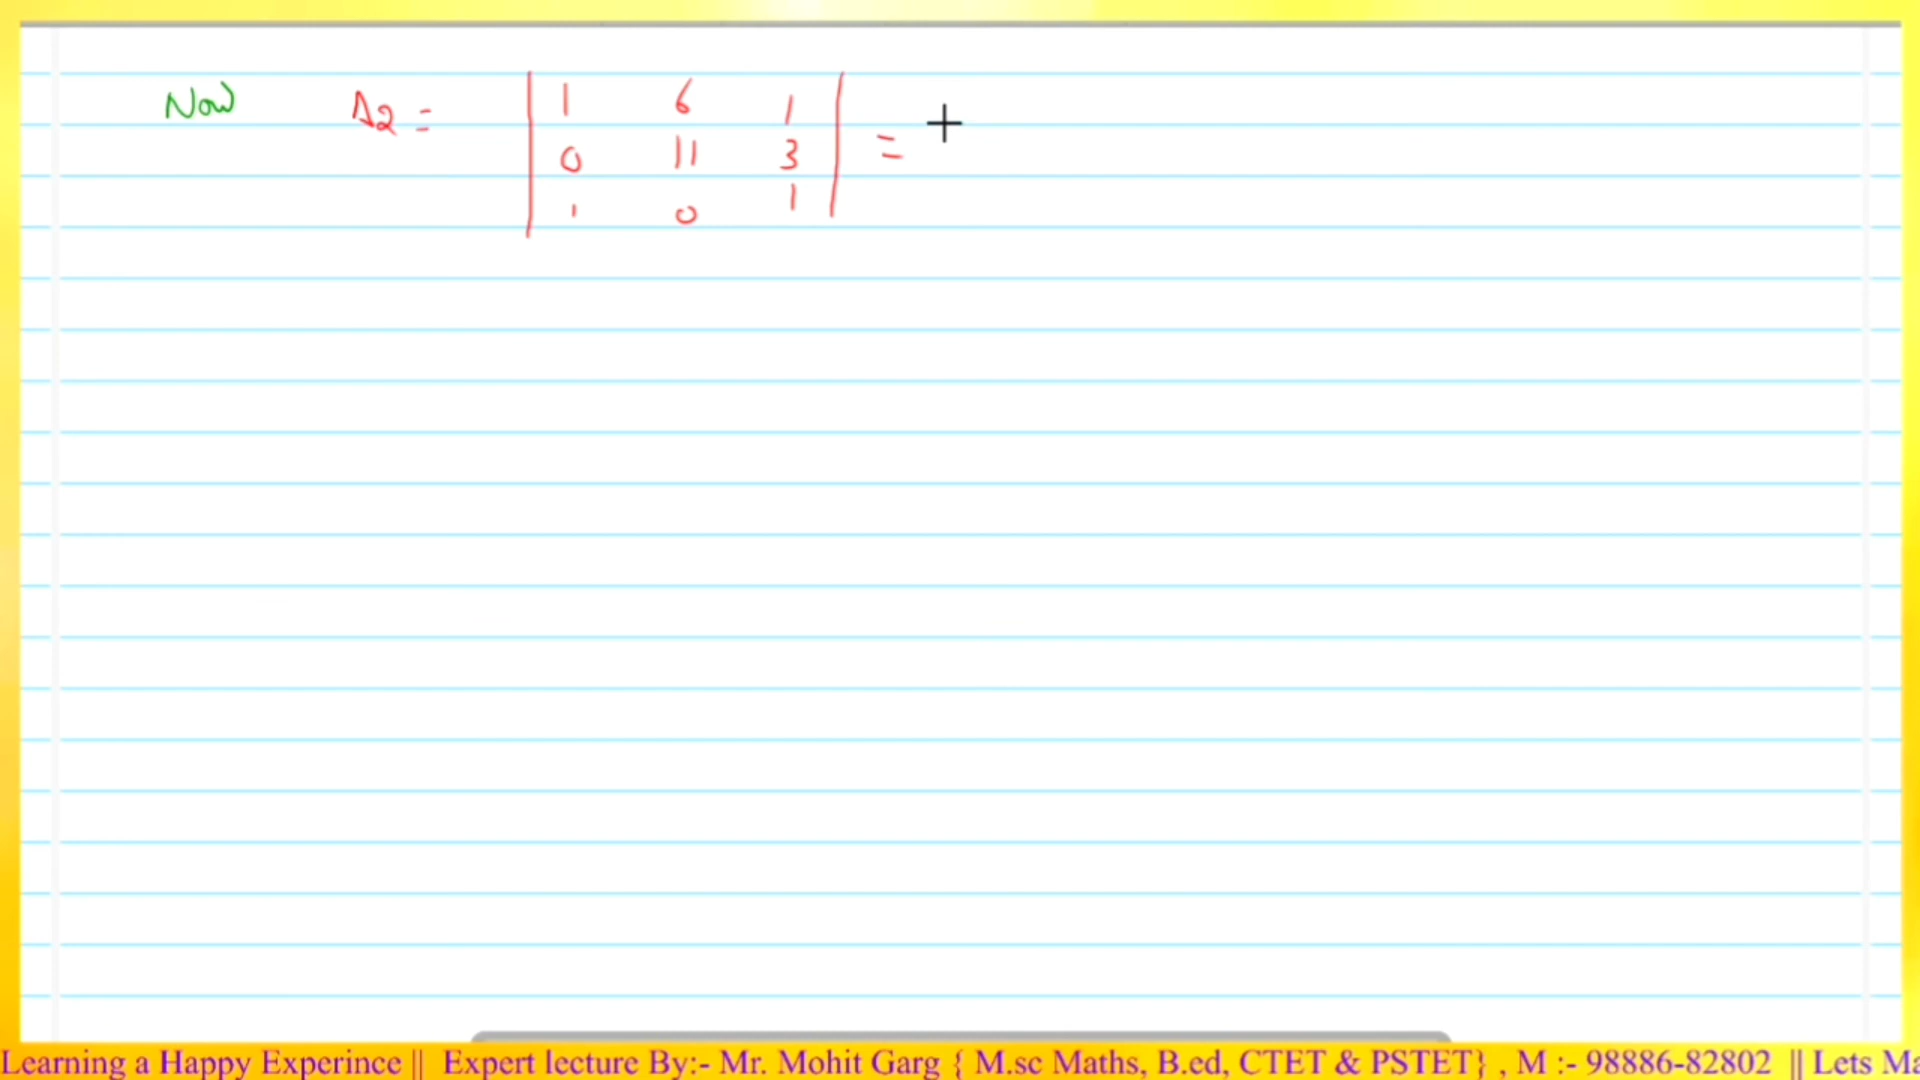 Now Δ2 = | 1 6 1 |
| 0 11 3 | =
| 1 0 1 |
Learning a Happy Experince || Expert lecture By:- Mr. Mohit Garg { M.sc Maths, B.ed, CTET & PSTET} , M :- 98886-82802 || Lets Ma